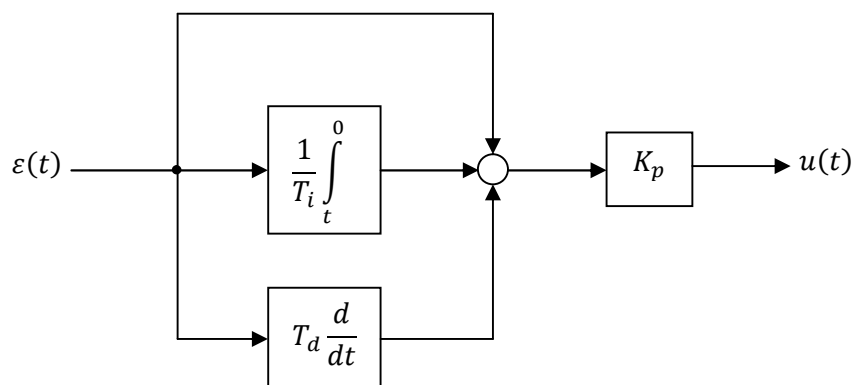 ε(t)
1/T_i ∫_t^0
T_d d/dt
K_p
u(t)